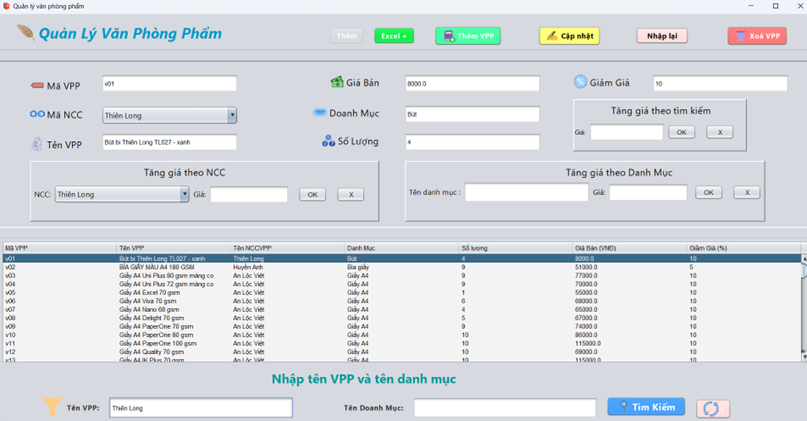 Quản lý văn phòng phẩm
Quản Lý Văn Phòng Phẩm
Thêm
Excel +
Thêm VPP
Cập nhật
Nhập lại
Xoá VPP
Mã VPP
v01
Giá Bán
8000.0
Giảm Giá
10
Mã NCC
Thiên Long
Doanh Mục
Bút
Tăng giá theo tìm kiếm
Giá:
OK
X
Tên VPP
Bút bi Thiên Long TL027 - xanh
Số Lượng
4
Tăng giá theo NCC
NCC:
Thiên Long
Giá:
OK
X
Tăng giá theo Danh Mục
Tên danh mục :
Giá:
OK
X
Mã VPP Tên VPP Tên NCCVPP Danh Mục Số lượng Giá Bán (VNĐ) Giảm Giá (%)
v01 Bút bi Thiên Long TL027 - xanh Thiên Long Bút 4 8000.0 10
v02 BÌA GIẤY MÀU A4 180 GSM Huyền Anh Bìa giấy 9 51000.0 5
v03 Giấy A4 Uni Plus 80 gsm màng co An Lộc Việt Giấy A4 9 77000.0 10
v04 Giấy A4 Uni Plus 72 gsm màng co An Lộc Việt Giấy A4 9 70000.0 10
v05 Giấy A4 Excel 70 gsm An Lộc Việt Giấy A4 1 55000.0 10
v06 Giấy A4 Viva 70 gsm An Lộc Việt Giấy A4 6 68000.0 10
v07 Giấy A4 Nano 68 gsm An Lộc Việt Giấy A4 4 65000.0 10
v08 Giấy A4 Delight 70 gsm An Lộc Việt Giấy A4 5 67000.0 10
v09 Giấy A4 PaperOne 70 gsm An Lộc Việt Giấy A4 9 74000.0 10
v10 Giấy A4 PaperOne 80 gsm An Lộc Việt Giấy A4 10 86000.0 10
v11 Giấy A4 PaperOne 100 gsm An Lộc Việt Giấy A4 10 115000.0 10
v12 Giấy A4 Quality 70 gsm An Lộc Việt Giấy A4 10 69000.0 10
v13 Giấy A4 IK Plus 70 gsm An Lộc Việt Giấy A4 10 115000.0 10
Nhập tên VPP và tên danh mục
Tên VPP:
Thiên Long
Tên Doanh Mục:
Tìm Kiếm